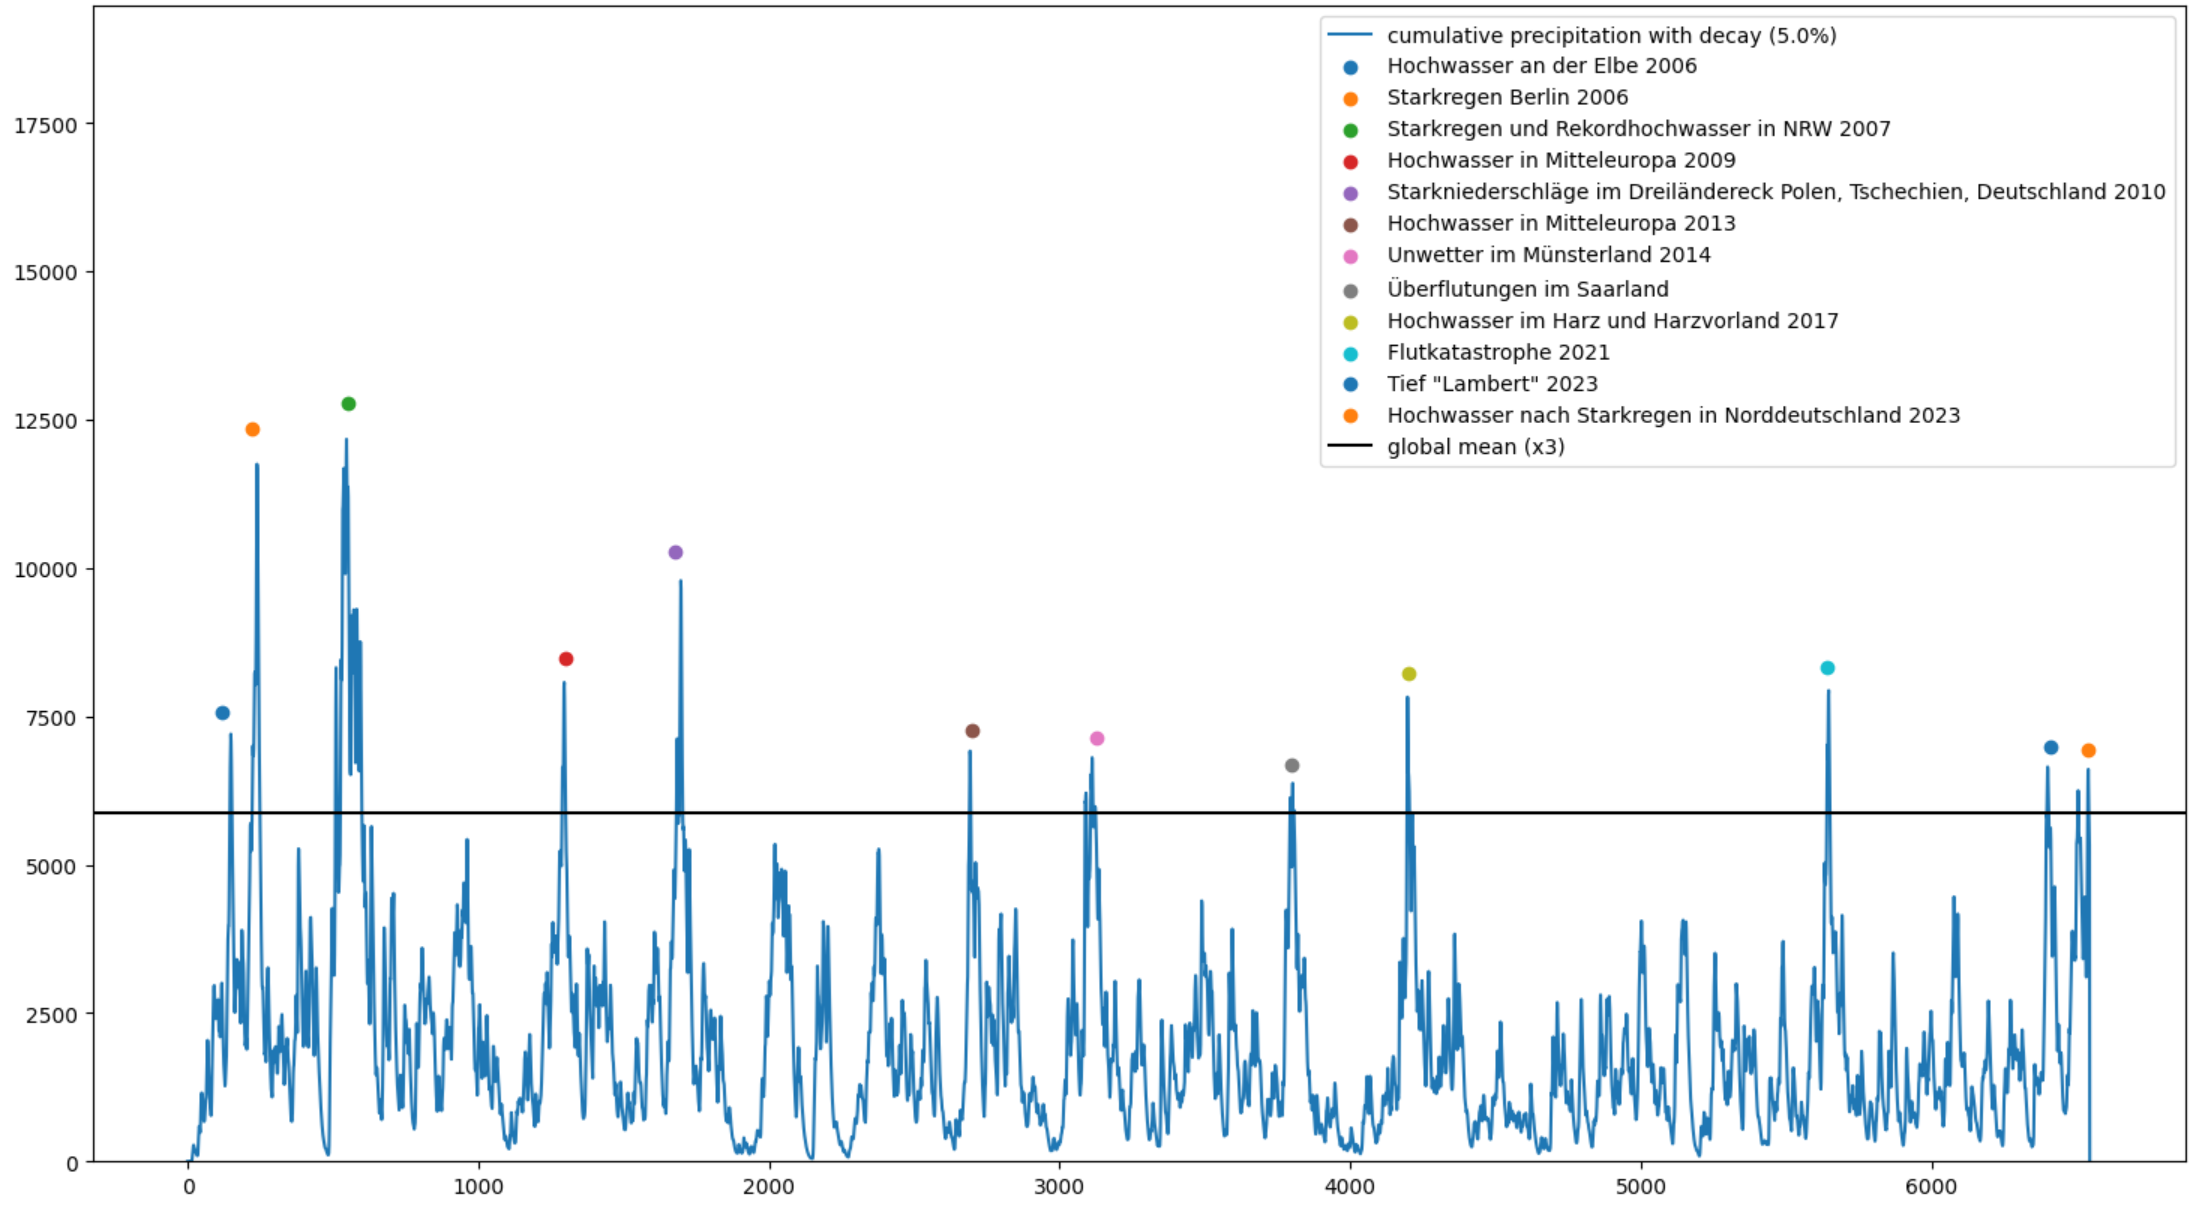 cumulative precipitation with decay (5.0%)
Hochwasser an der Elbe 2006
Starkregen Berlin 2006
Starkregen und Rekordhochwasser in NRW 2007
Hochwasser in Mitteleuropa 2009
Starkniederschläge im Dreiländereck Polen, Tschechien, Deutschland 2010
Hochwasser in Mitteleuropa 2013
Unwetter im Münsterland 2014
Überflutungen im Saarland
Hochwasser im Harz und Harzvorland 2017
Flutkatastrophe 2021
Tief "Lambert" 2023
Hochwasser nach Starkregen in Norddeutschland 2023
global mean (x3)
17500
15000
12500
10000
7500
5000
2500
0
0 1000 2000 3000 4000 5000 6000